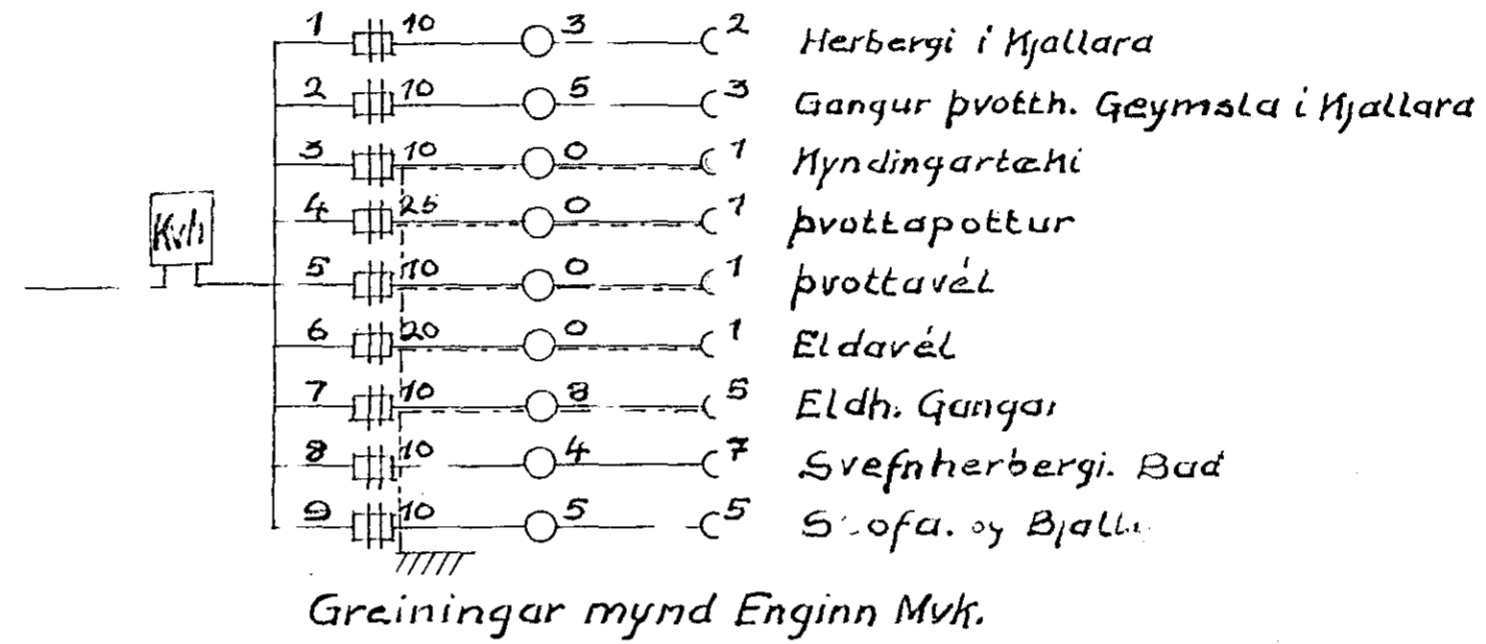 1 10 3 2 Herbergi í Kjallara
2 10 5 3 Gangur þvotth. Geymsla í Kjallara
3 10 0 1 Kyndingartæki
4 25 0 1 þvottapottur
Kvh
5 10 0 1 þvottavél
6 20 0 1 Eldavél
7 10 8 5 Eldh. Gangar
8 10 4 7 Svefnherbergi. Bad
9 10 5 5 Stofa. og
Greiningar mynd Enginn Mvk.